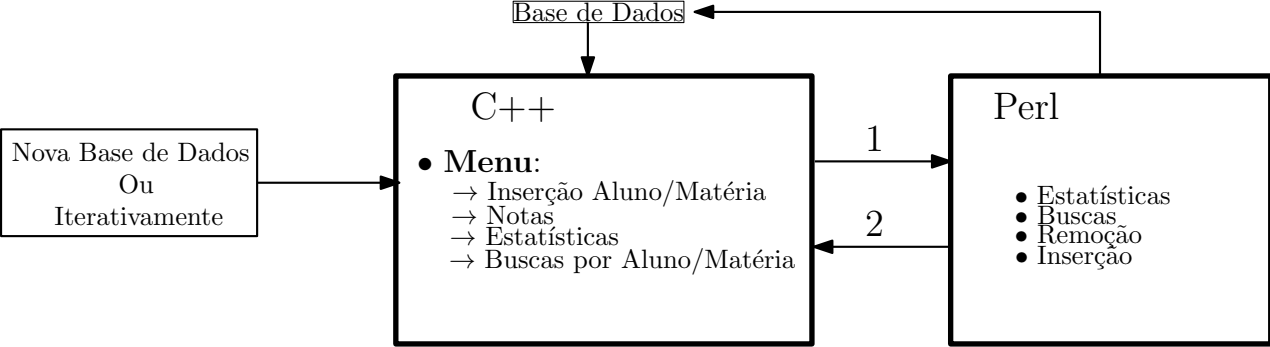 Base de Dados
Nova Base de Dados
Ou
Iterativamente
C++
• Menu:
→ Inserção Aluno/Matéria
→ Notas
→ Estatísticas
→ Buscas por Aluno/Matéria
1
2
Perl
• Estatísticas
• Buscas
• Remoção
• Inserção